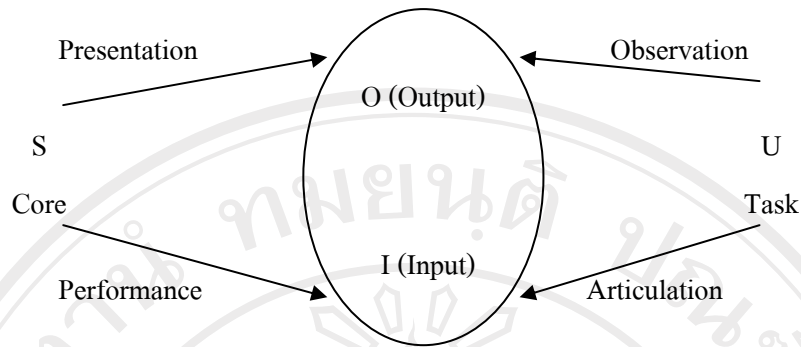 Presentation
Observation
O (Output)
S
U
Core
Task
I (Input)
Performance
Articulation